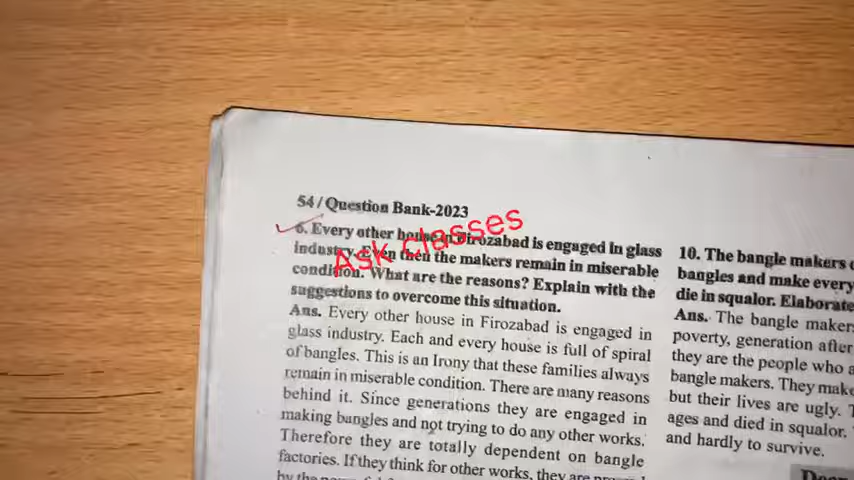 54/Question Bank-2023
6. Every other house in Firozabad is engaged in glass
industry. Even then the makers remain in miserable
condition. What are the reasons? Explain with the
suggestions to overcome this situation.
Ans. Every other house in Firozabad is engaged in
glass industry. Each and every house is full of spiral
of bangles. This is an Irony that these families always
remain in miserable condition. There are many reasons
behind it. Since generations they are engaged in
making bangles and not trying to do any other works.
Therefore they are totally dependent on bangle
factories. If they think for other works, they are
by the
Ask classes
10. The bangle makers
bangles and make every
die in squalor. Elaborate
Ans. The bangle
poverty, generation after
they are the people who
bangle makers. They make
but their lives are ugly.
ages and died in squalor.
and hardly to survive.